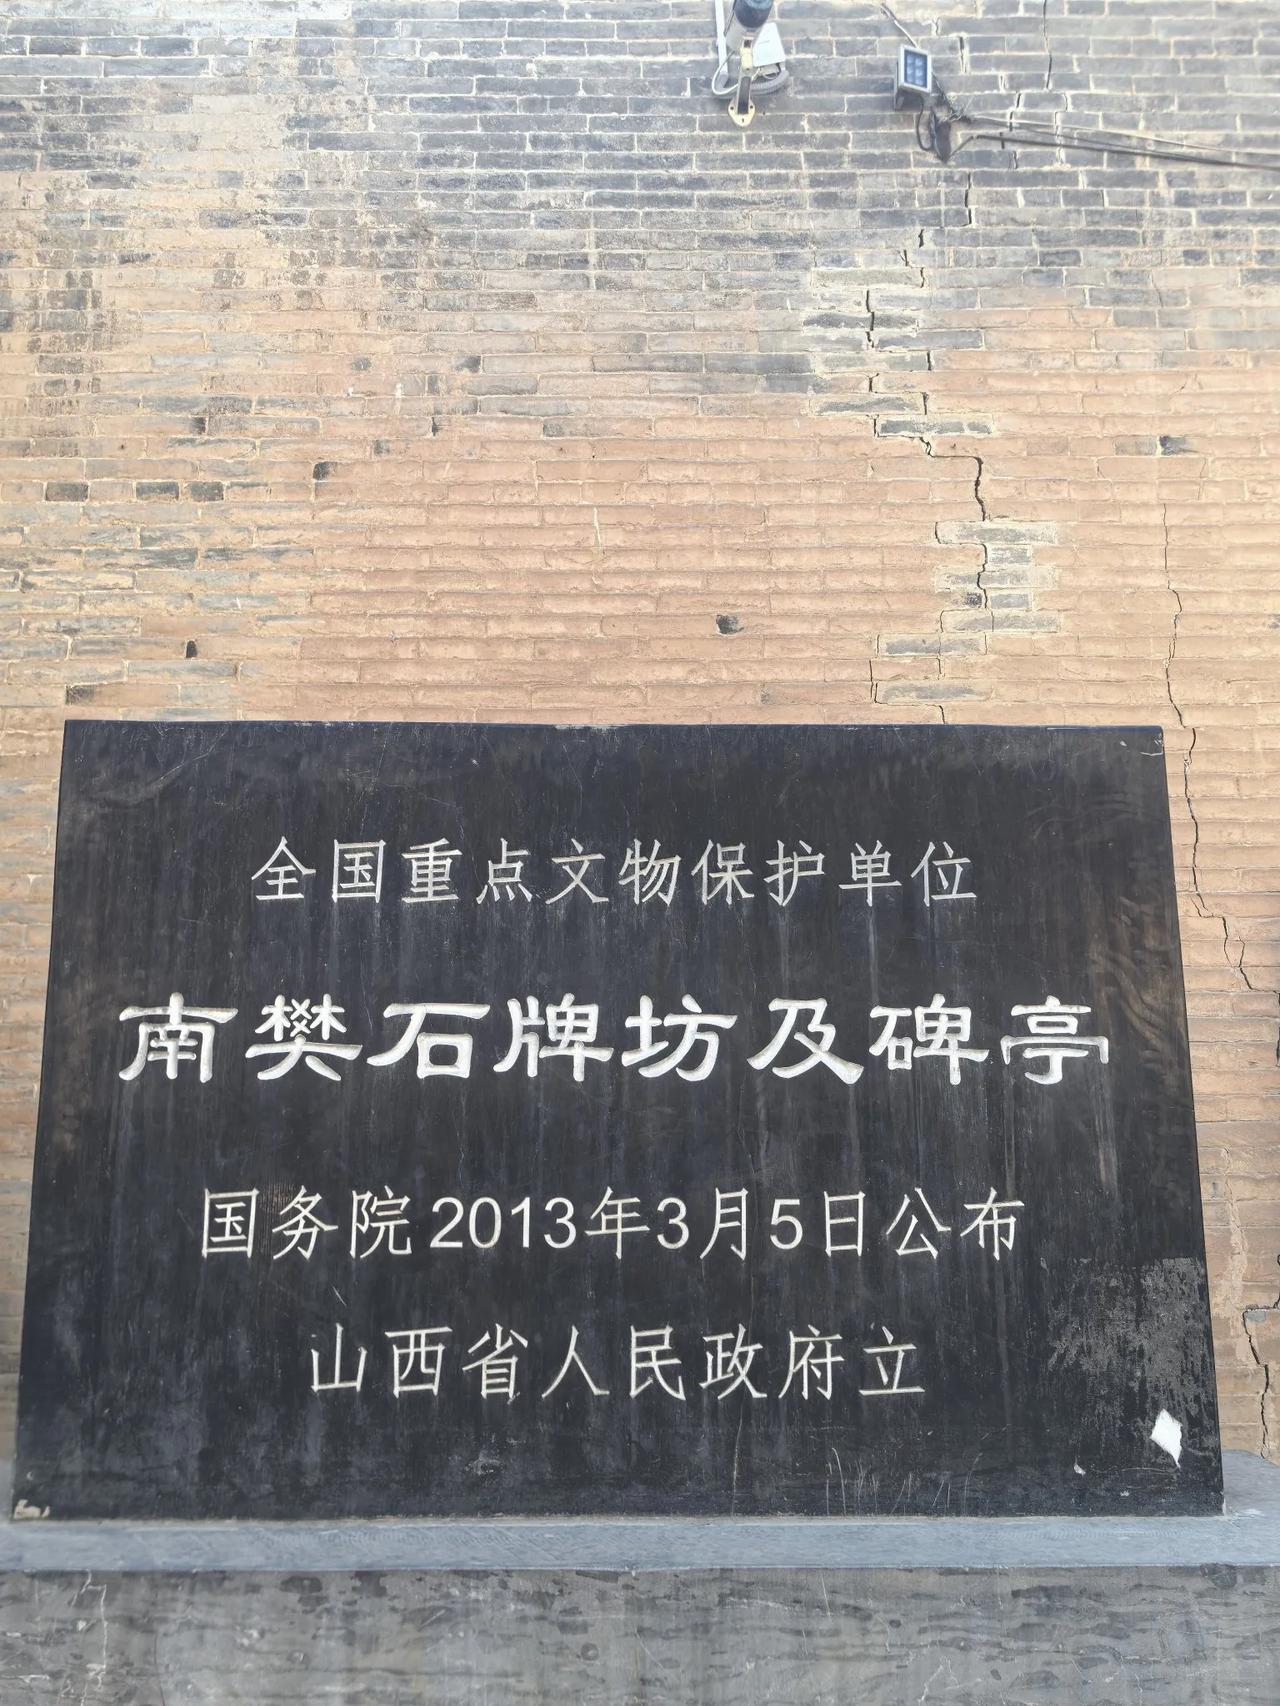 全国重点文物保护单位
南樊石牌坊及碑亭
国务院2013年3月5日公布
山西省人民政府立